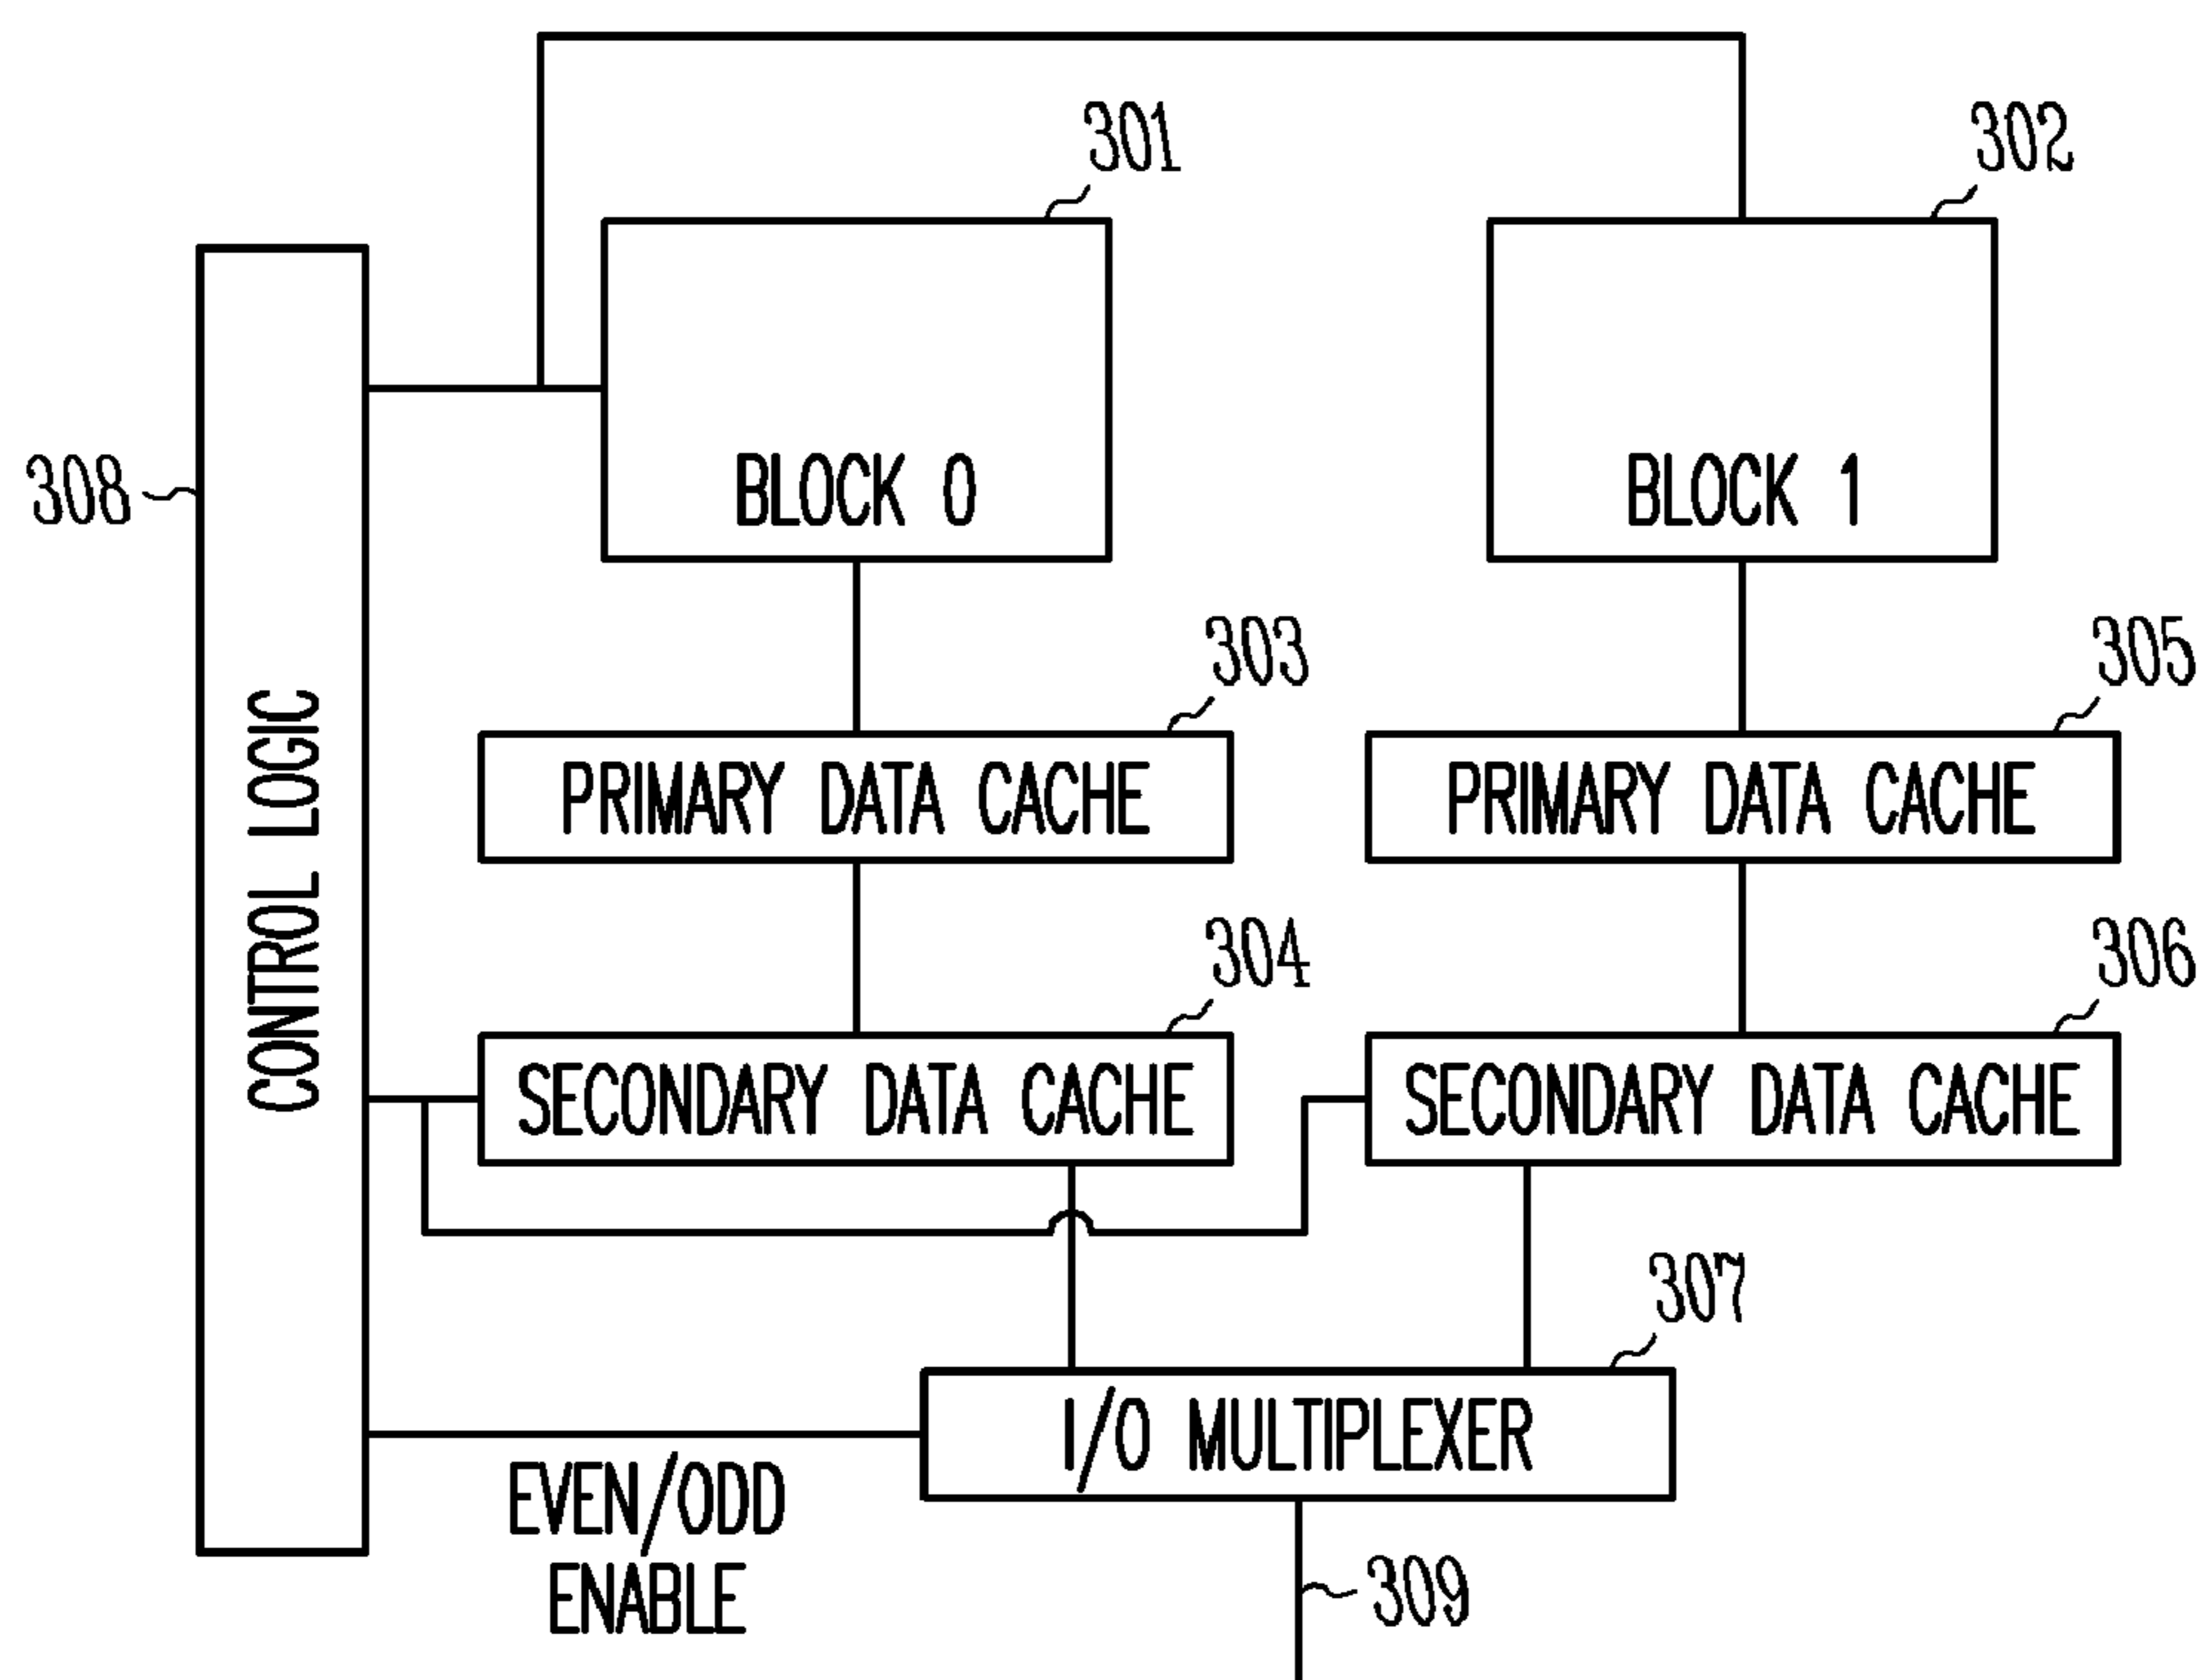 301
302
BLOCK 0
BLOCK 1
308
CONTROL LOGIC
303
305
PRIMARY DATA CACHE
PRIMARY DATA CACHE
304
306
SECONDARY DATA CACHE
SECONDARY DATA CACHE
307
I/O MULTIPLEXER
EVEN/ODD
ENABLE
309